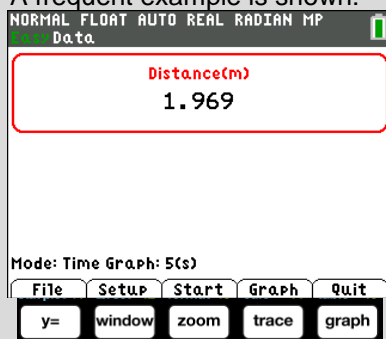 A frequent example is shown:
NORMAL FLOAT AUTO REAL RADIAN MP
EasyData
Distance(m)
1.969
Mode: Time Graph: 5(s)
File Setup Start Graph Quit
y= window zoom trace graph